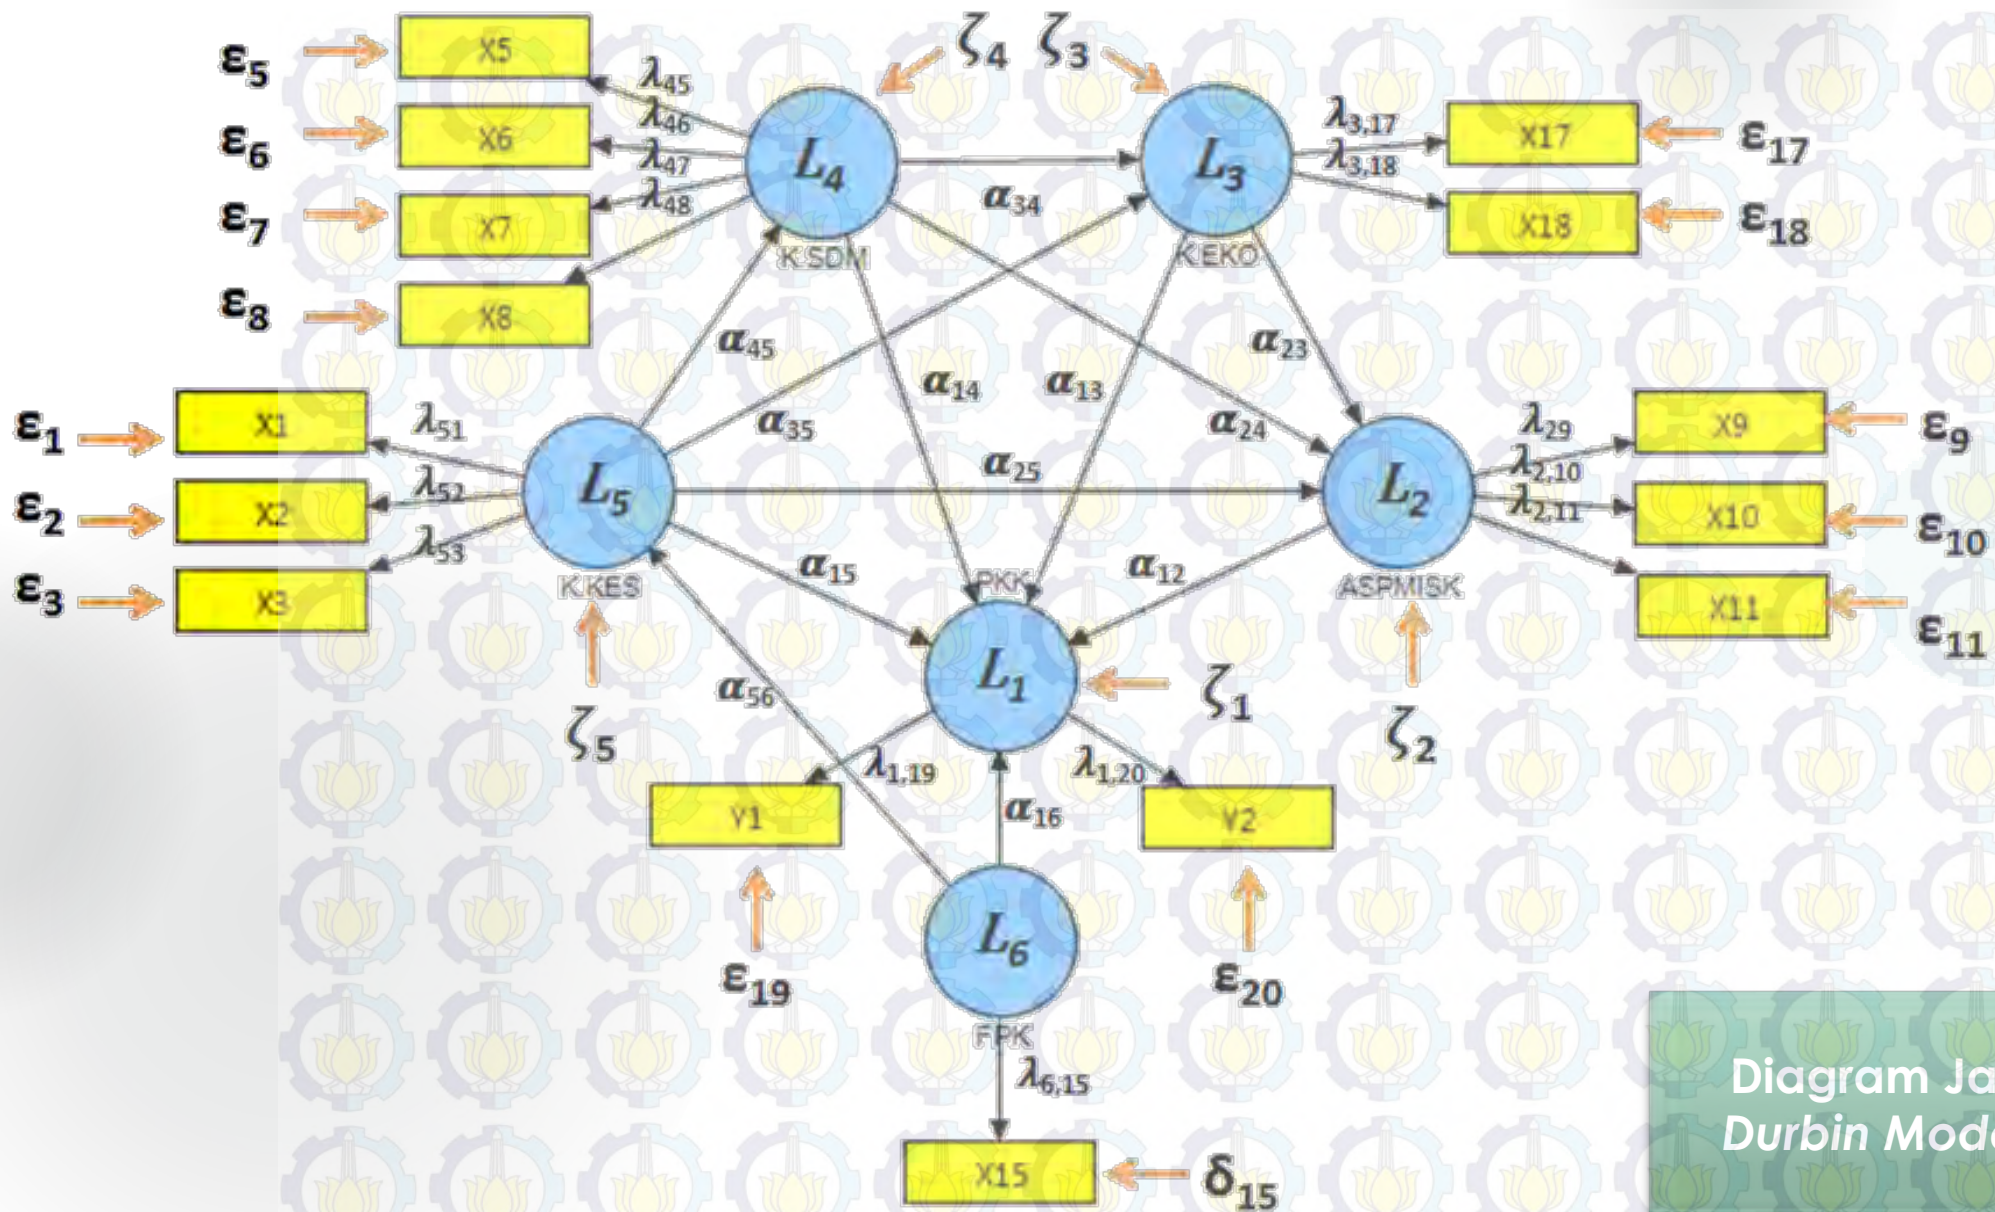 ζ4 ζ3
ε5 X5 λ45
ε6 X6 λ46
λ47
ε7 X7 λ48
ε8 X8
L4
K.SDM
L3
K.EKO
λ3,17 X17 ε17
λ3,18 X18 ε18
α34
α45 α14 α13 α23
α35 α24
α25
ε1 X1 λ51
ε2 X2 λ52
ε3 X3 λ53
L5
K.KES
L2
ASPMISK
λ29 X9 ε9
λ2,10 X10 ε10
λ2,11 X11 ε11
α15 PKK α12
L1
ζ1
α56
ζ5 ζ2
λ1,19 λ1,20
Y1 α16 Y2
ε19 L6 ε20
FPK
λ6,15
X15 δ15
Diagram Ja
Durbin Mod